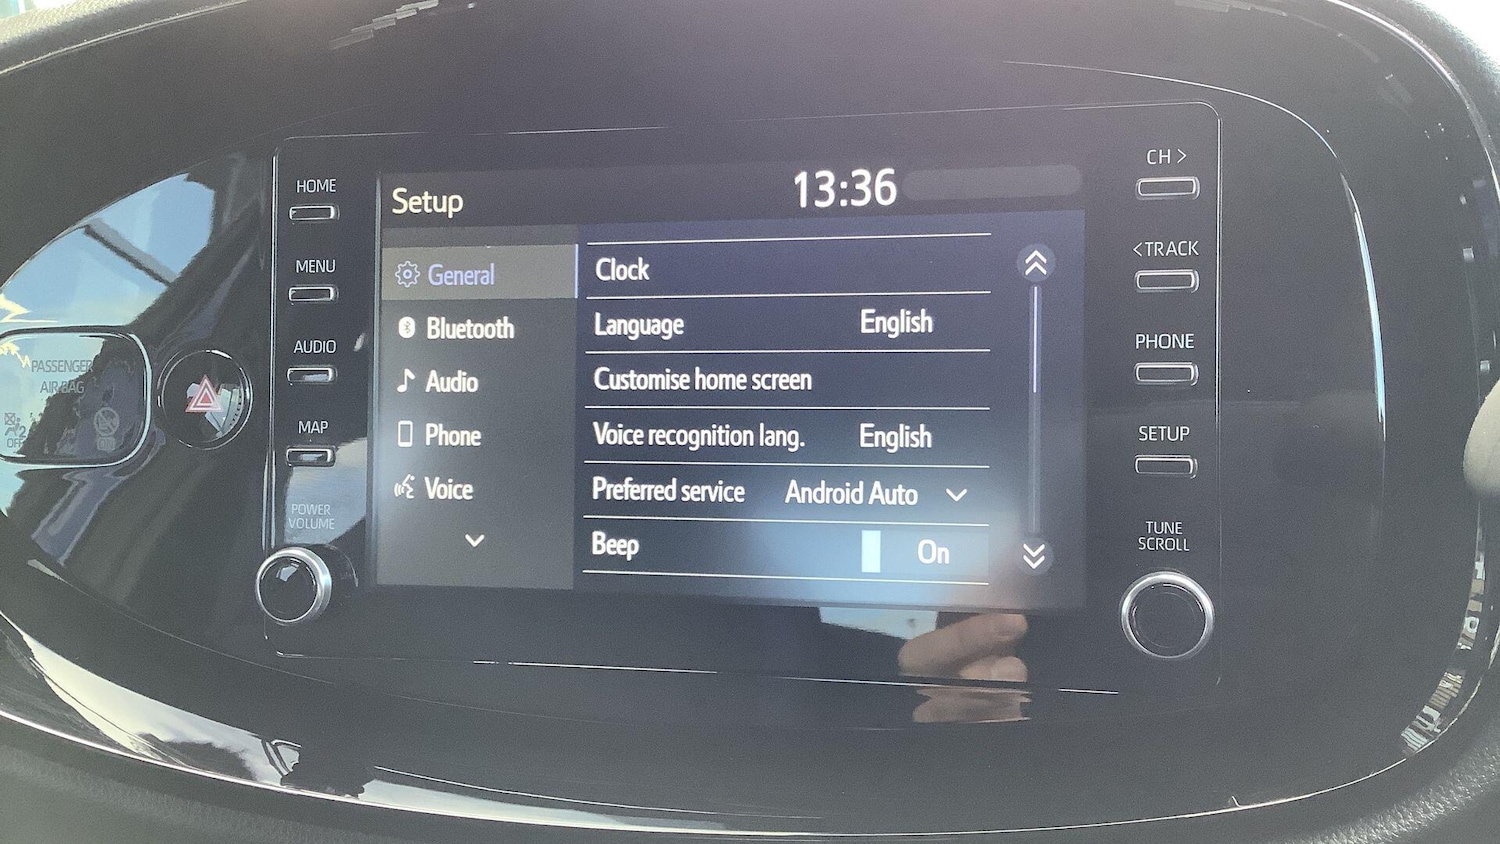 PASSENGER
AIR BAG
OFF
HOME
MENU
AUDIO
MAP
POWER
VOLUME
Setup
13:36
General
Bluetooth
Audio
Phone
Voice
Clock
Language English
Customise home screen
Voice recognition lang. English
Preferred service Android Auto
Beep On
CH >
< TRACK
PHONE
SETUP
TUNE
SCROLL